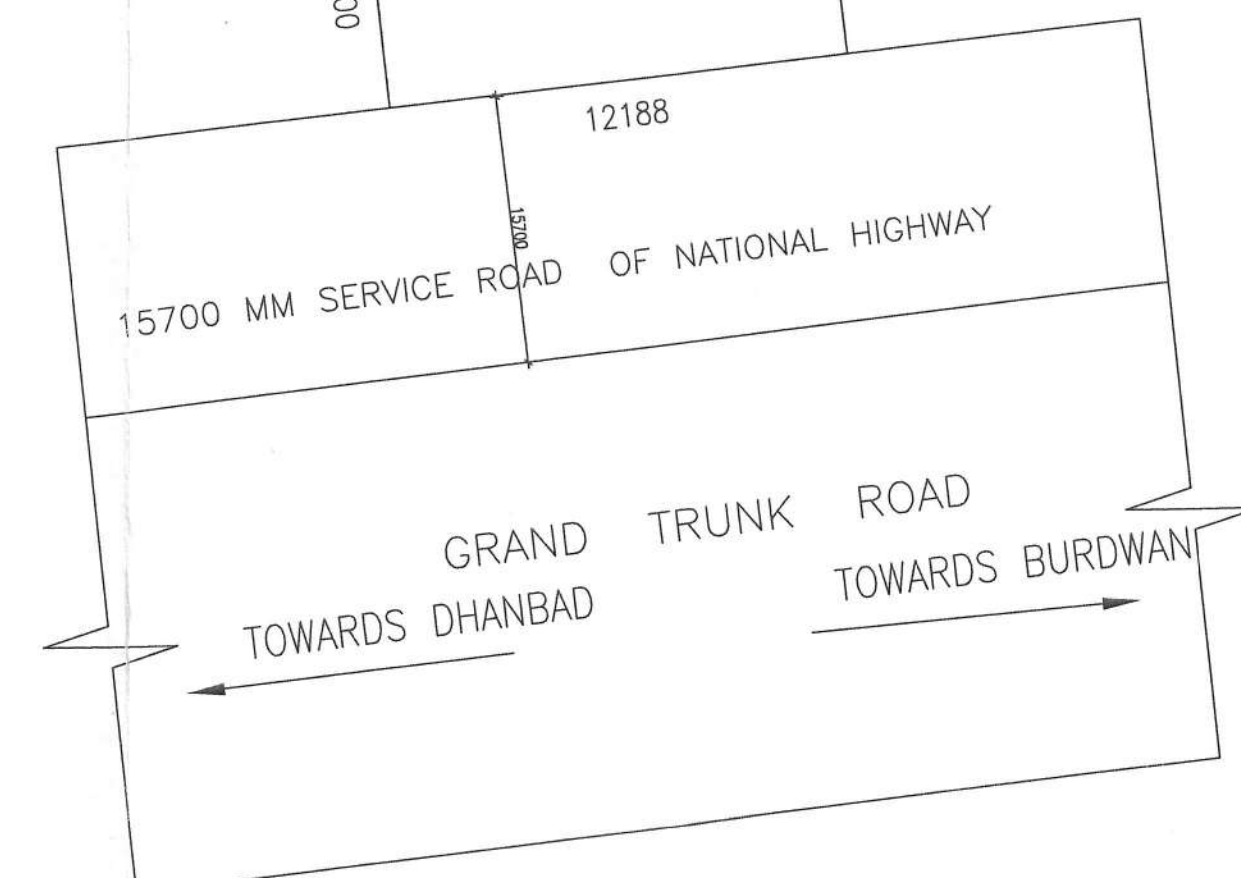 00
12188
15700
15700 MM SERVICE ROAD OF NATIONAL HIGHWAY
GRAND TRUNK ROAD
TOWARDS DHANBAD
TOWARDS BURDWAN